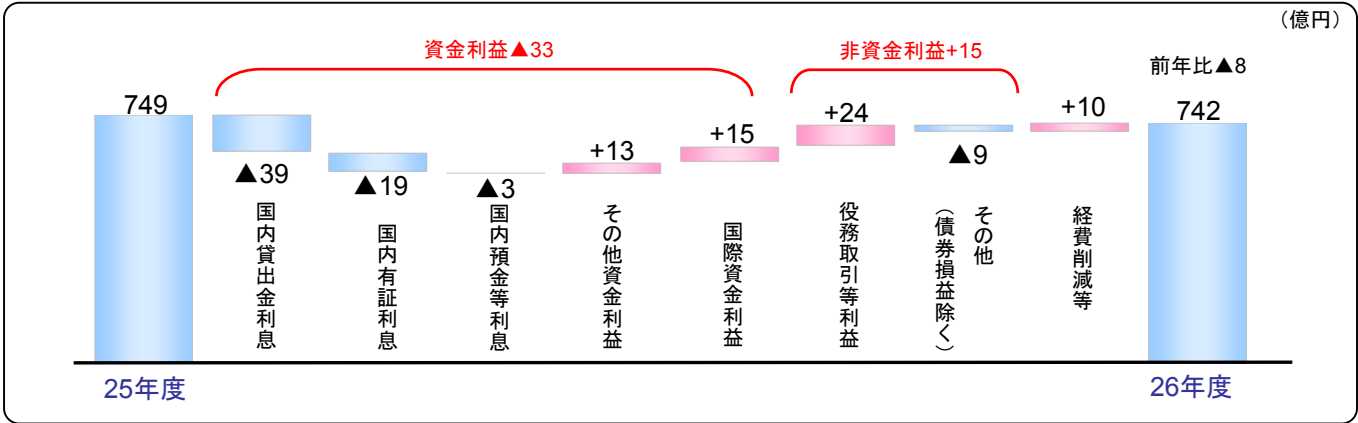 （億円）
資金利益▲33
非資金利益+15
前年比▲8
749
▲39
▲19
▲3
+13
+15
+24
▲9
+10
742
国内貸出金利息
国内有証利息
国内預金等利息
その他資金利益
国際資金利益
役務取引等利益
その他
（債券損益除く）
経費削減等
25年度
26年度